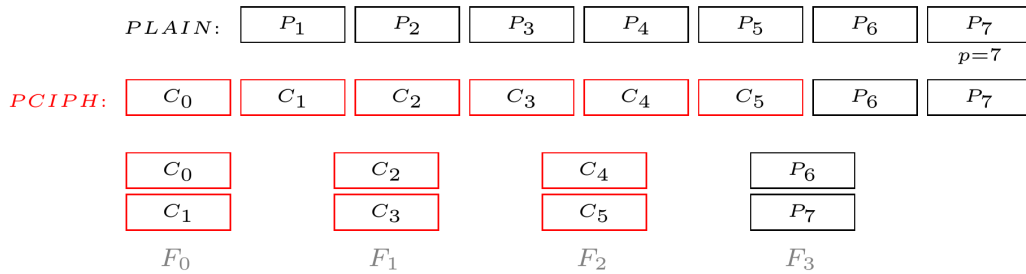 PLAIN: P₁ P₂ P₃ P₄ P₅ P₆ P₇
p=7
PCIPH: C₀ C₁ C₂ C₃ C₄ C₅ P₆ P₇
C₀ C₂ C₄ P₆
C₁ C₃ C₅ P₇
F₀ F₁ F₂ F₃